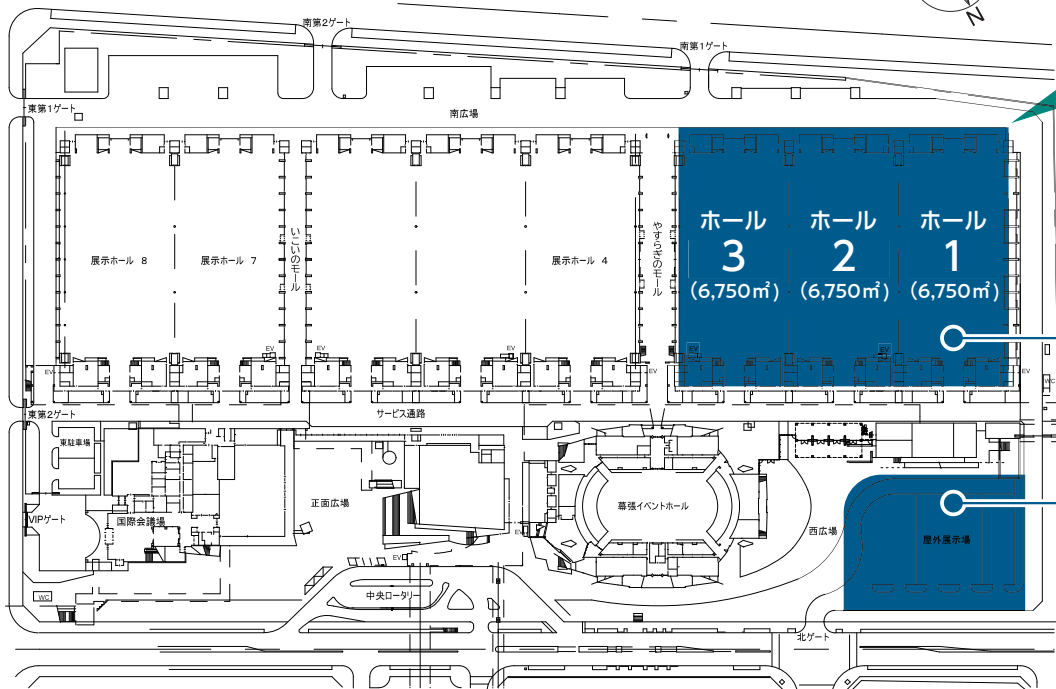 N
南第2ゲート
南第1ゲート
東第1ゲート
南広場
展示ホール 8
展示ホール 7
いこいのモール
展示ホール 4
やすらぎのモール
ホール
3
(6,750㎡)
ホール
2
(6,750㎡)
ホール
1
(6,750㎡)
EV
EV
EV
EV
EV
EV
EV
EV
WC
東第2ゲート
サービス通路
東駐車場
VIPゲート
国際会議場
正面広場
幕張イベントホール
西広場
屋外展示場
EV
EV
WC
中央ロータリー
北ゲート